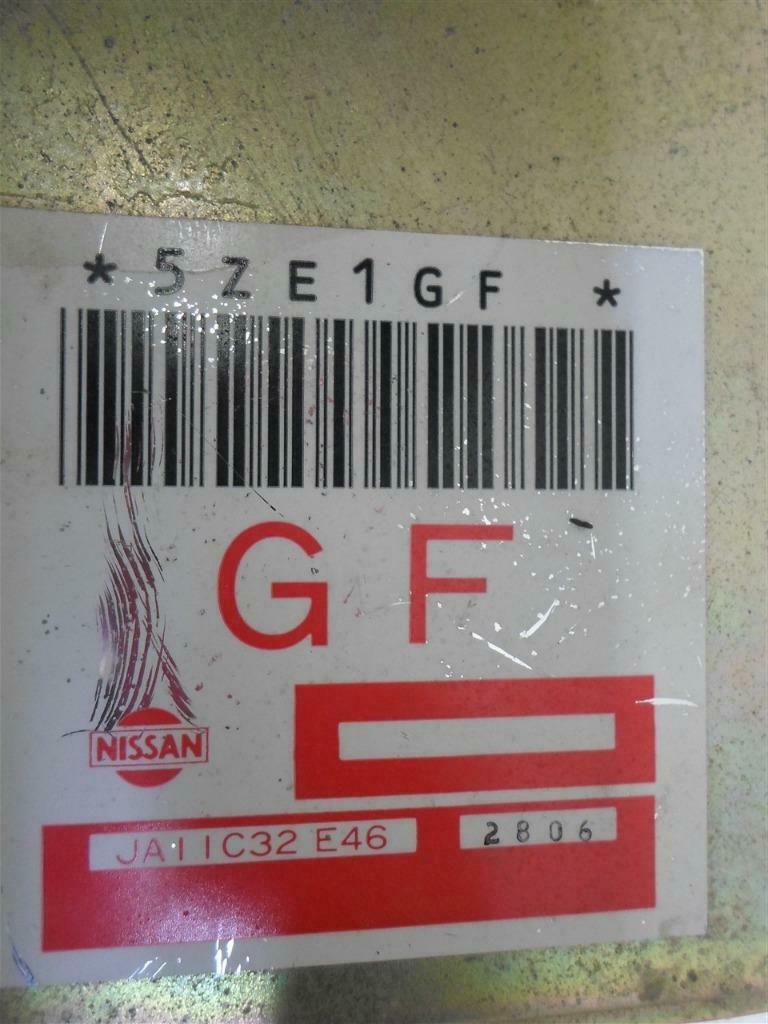 *5ZE1GF *
GF
NISSAN
JA11C32 E46 2806